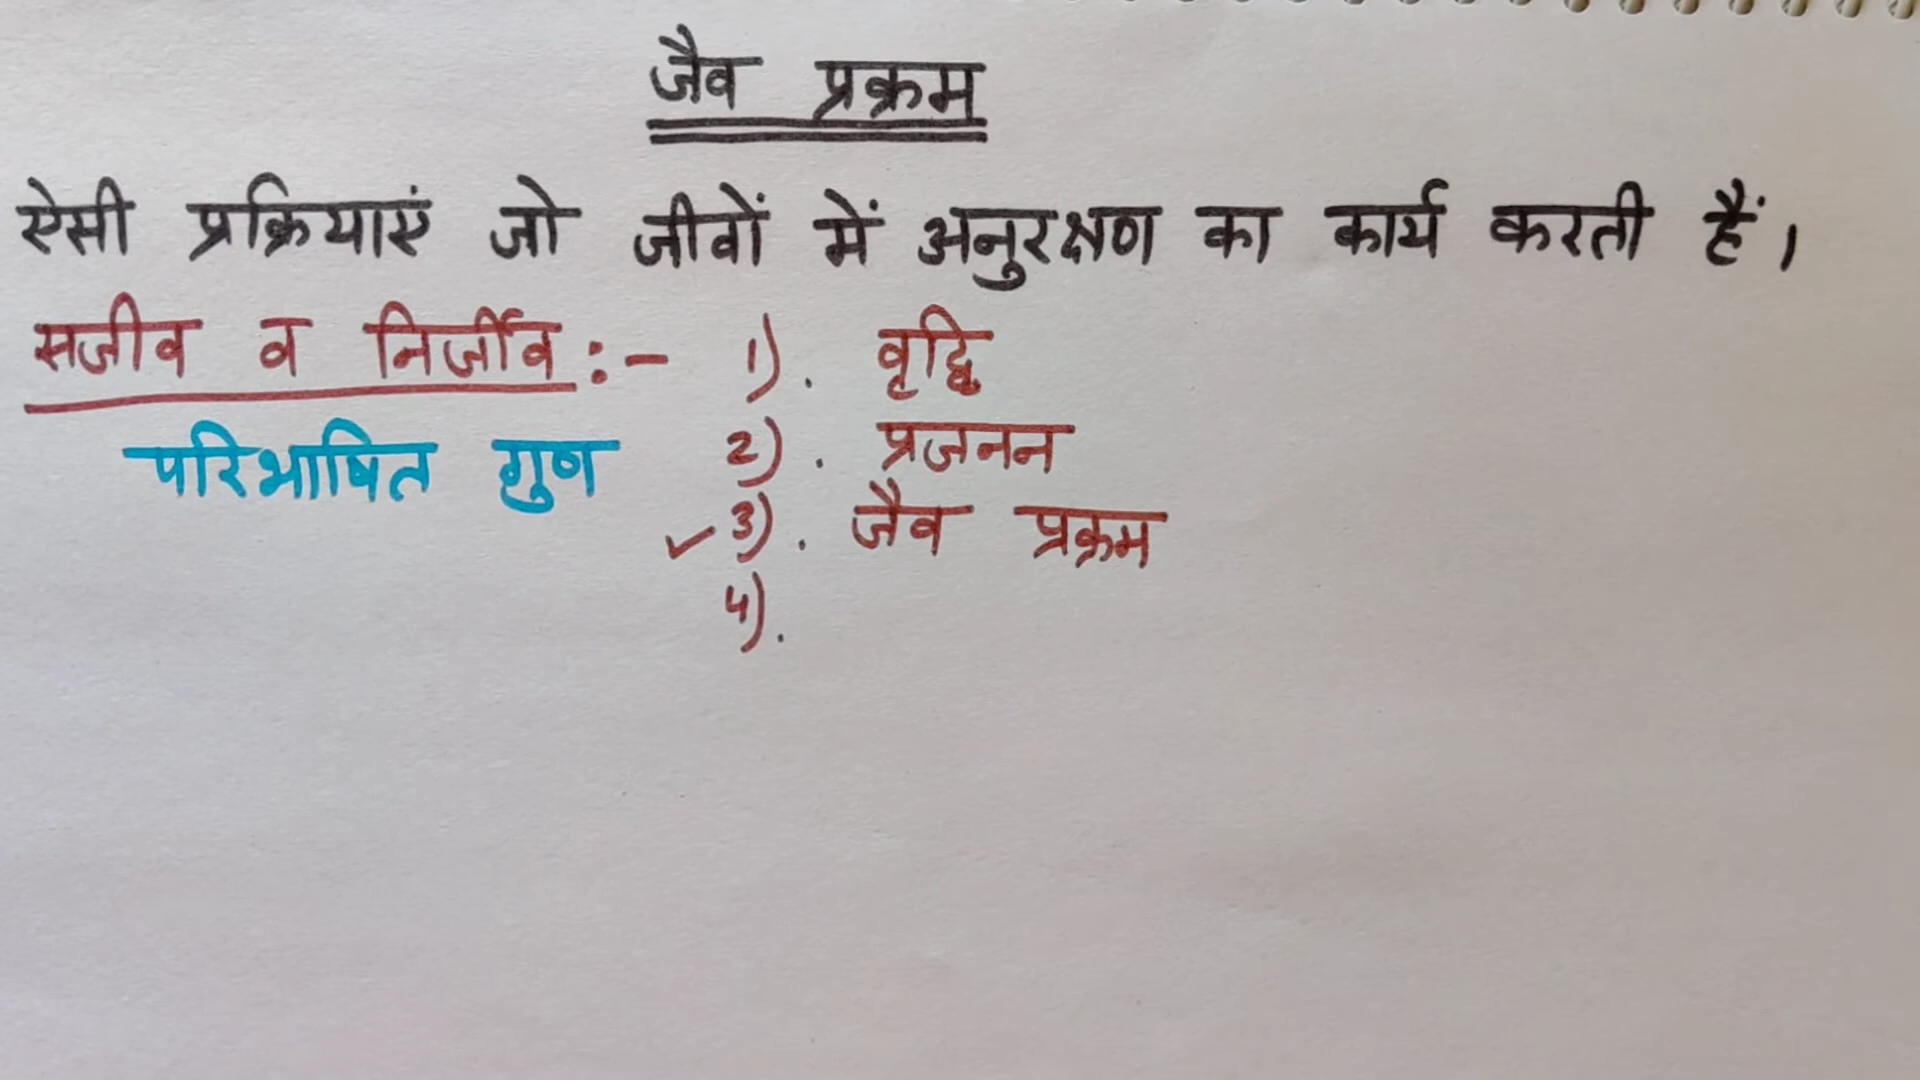 जैव प्रक्रम
ऐसी प्रक्रियाएं जो जीवों में अनुरक्षण का कार्य करती हैं।
सजीव व निर्जीव :- 1). वृद्धि
परिभाषित गुण 2). प्रजनन
✓ 3). जैव प्रक्रम
4).